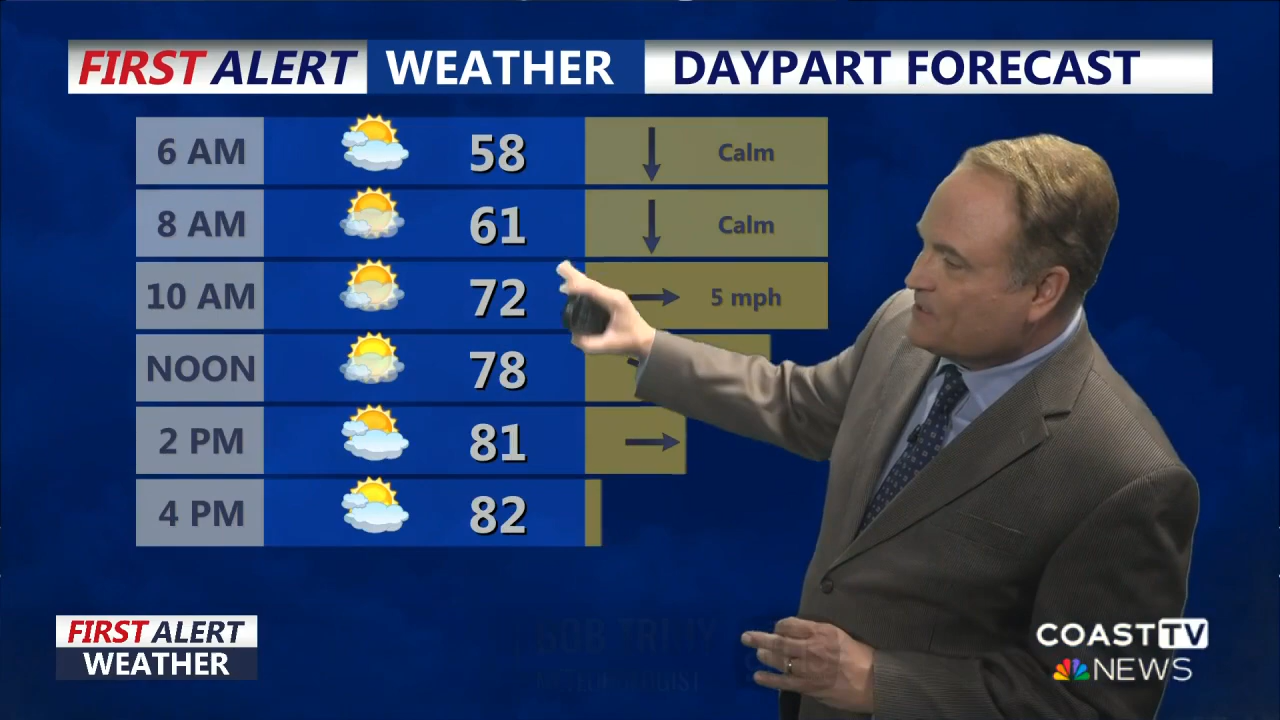 FIRST ALERT WEATHER DAYPART FORECAST
6 AM 58 Calm
8 AM 61 Calm
10 AM 72 5 mph
NOON 78
2 PM 81
4 PM 82
FIRST ALERT
WEATHER
COAST TV
NEWS